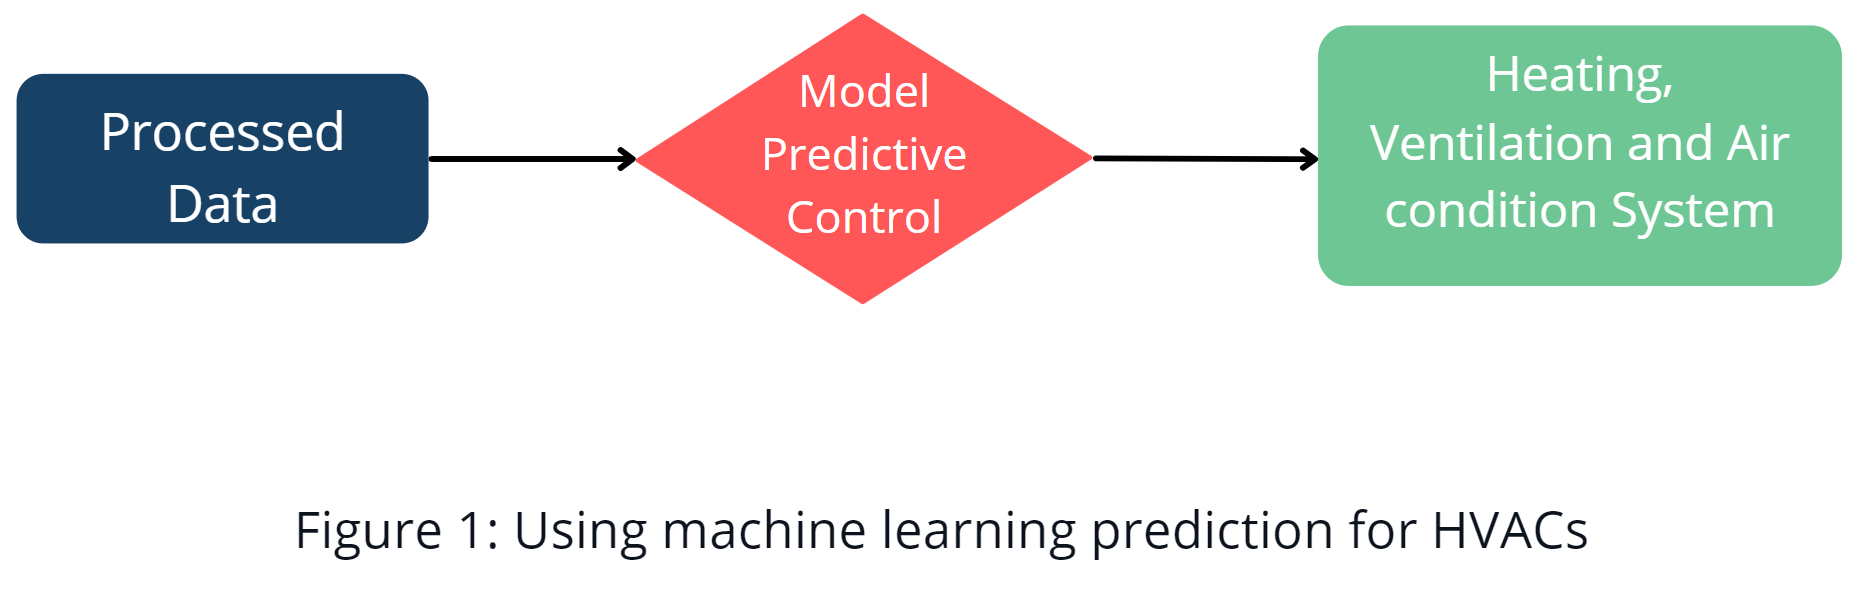 Processed
Data
Model
Predictive
Control
Heating,
Ventilation and Air
condition System
Figure 1: Using machine learning prediction for HVACs